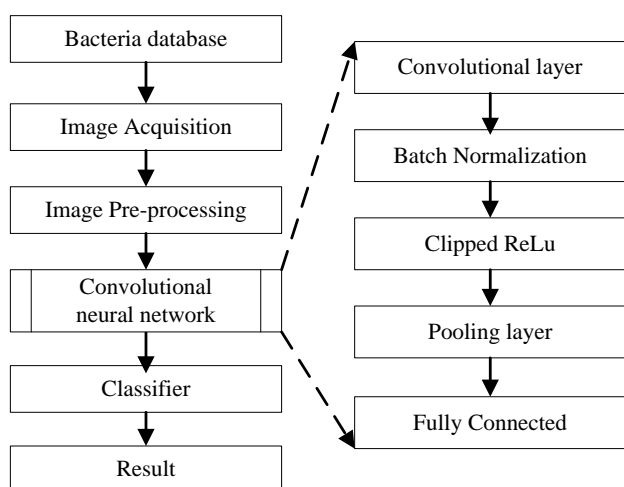 Bacteria database
Image Acquisition
Image Pre-processing
Convolutional
neural network
Classifier
Result
Convolutional layer
Batch Normalization
Clipped ReLu
Pooling layer
Fully Connected